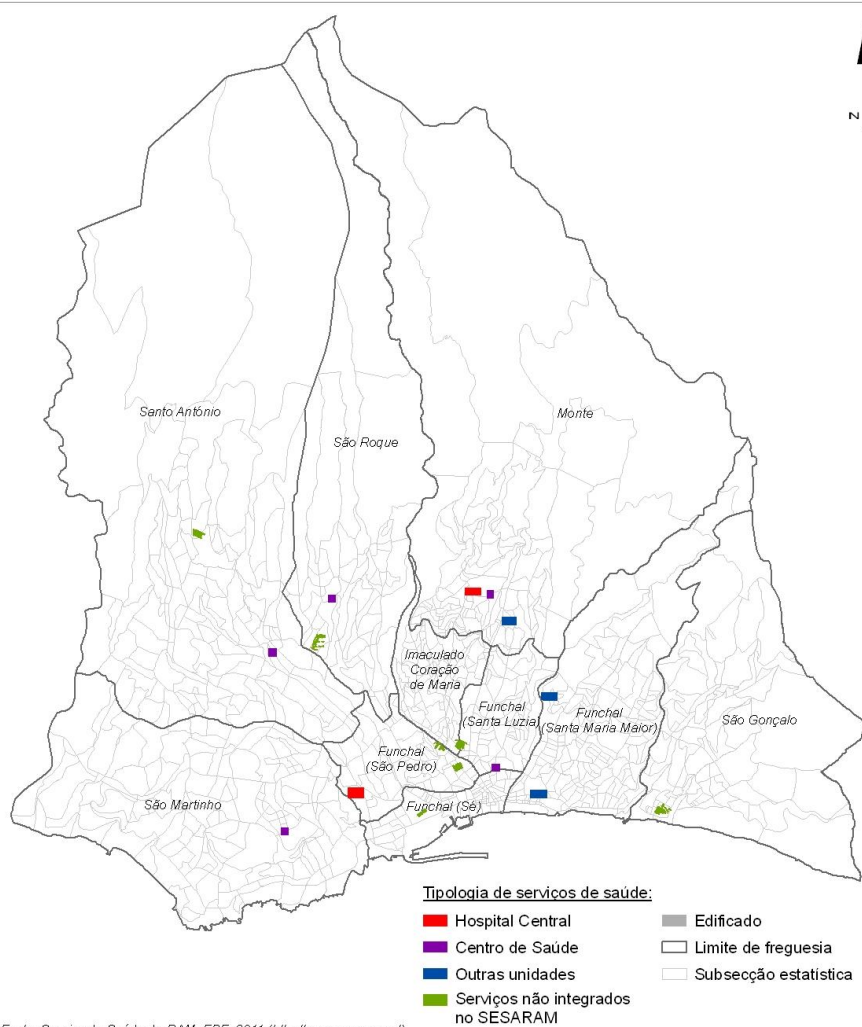 z
Santo António
Monte
São Roque
Imaculado
Coração
de Maria
Funchal
(Santa Luzia)
Funchal
(Santa Maria Maior)
São Gonçalo
Funchal
(São Pedro)
São Martinho
Funchal (Sé)
Tipologia de serviços de saúde:
Hospital Central
Centro de Saúde
Outras unidades
Serviços não integrados
no SESARAM
Edificado
Limite de freguesia
Subsecção estatística